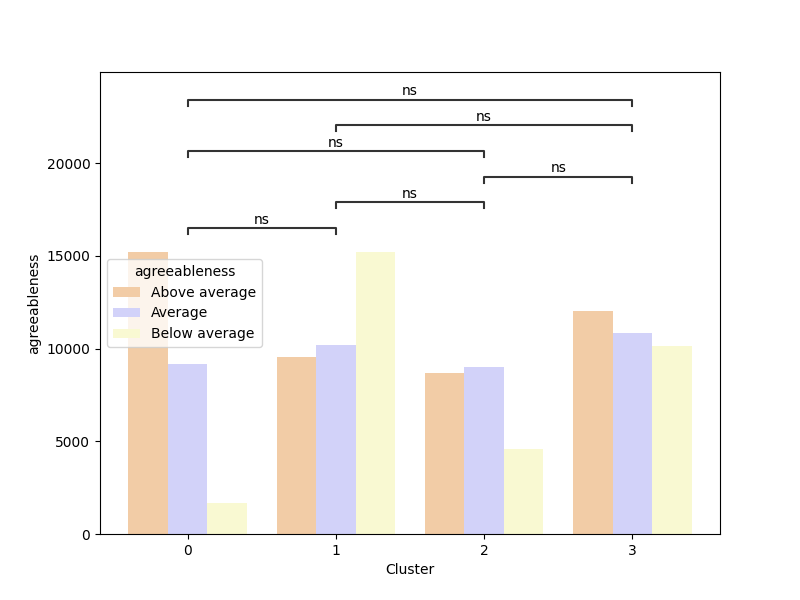 ns
ns
ns
ns
ns
ns
20000
15000
10000
5000
0
agreeableness
agreeableness
Above average
Average
Below average
0 1 2 3
Cluster